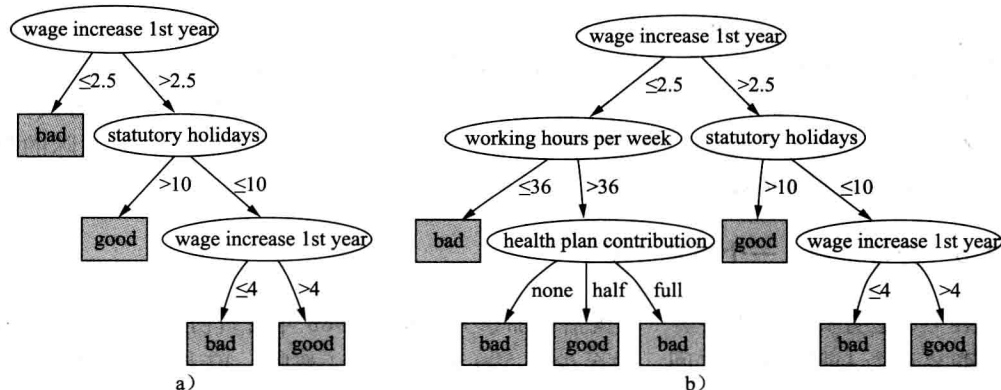 wage increase 1st year
≤2.5 >2.5
bad statutory holidays
>10 ≤10
good wage increase 1st year
≤4 >4
bad good
a)
wage increase 1st year
≤2.5 >2.5
working hours per week statutory holidays
≤36 >36 >10 ≤10
bad health plan contribution good wage increase 1st year
none half full ≤4 >4
bad good bad bad good
b)